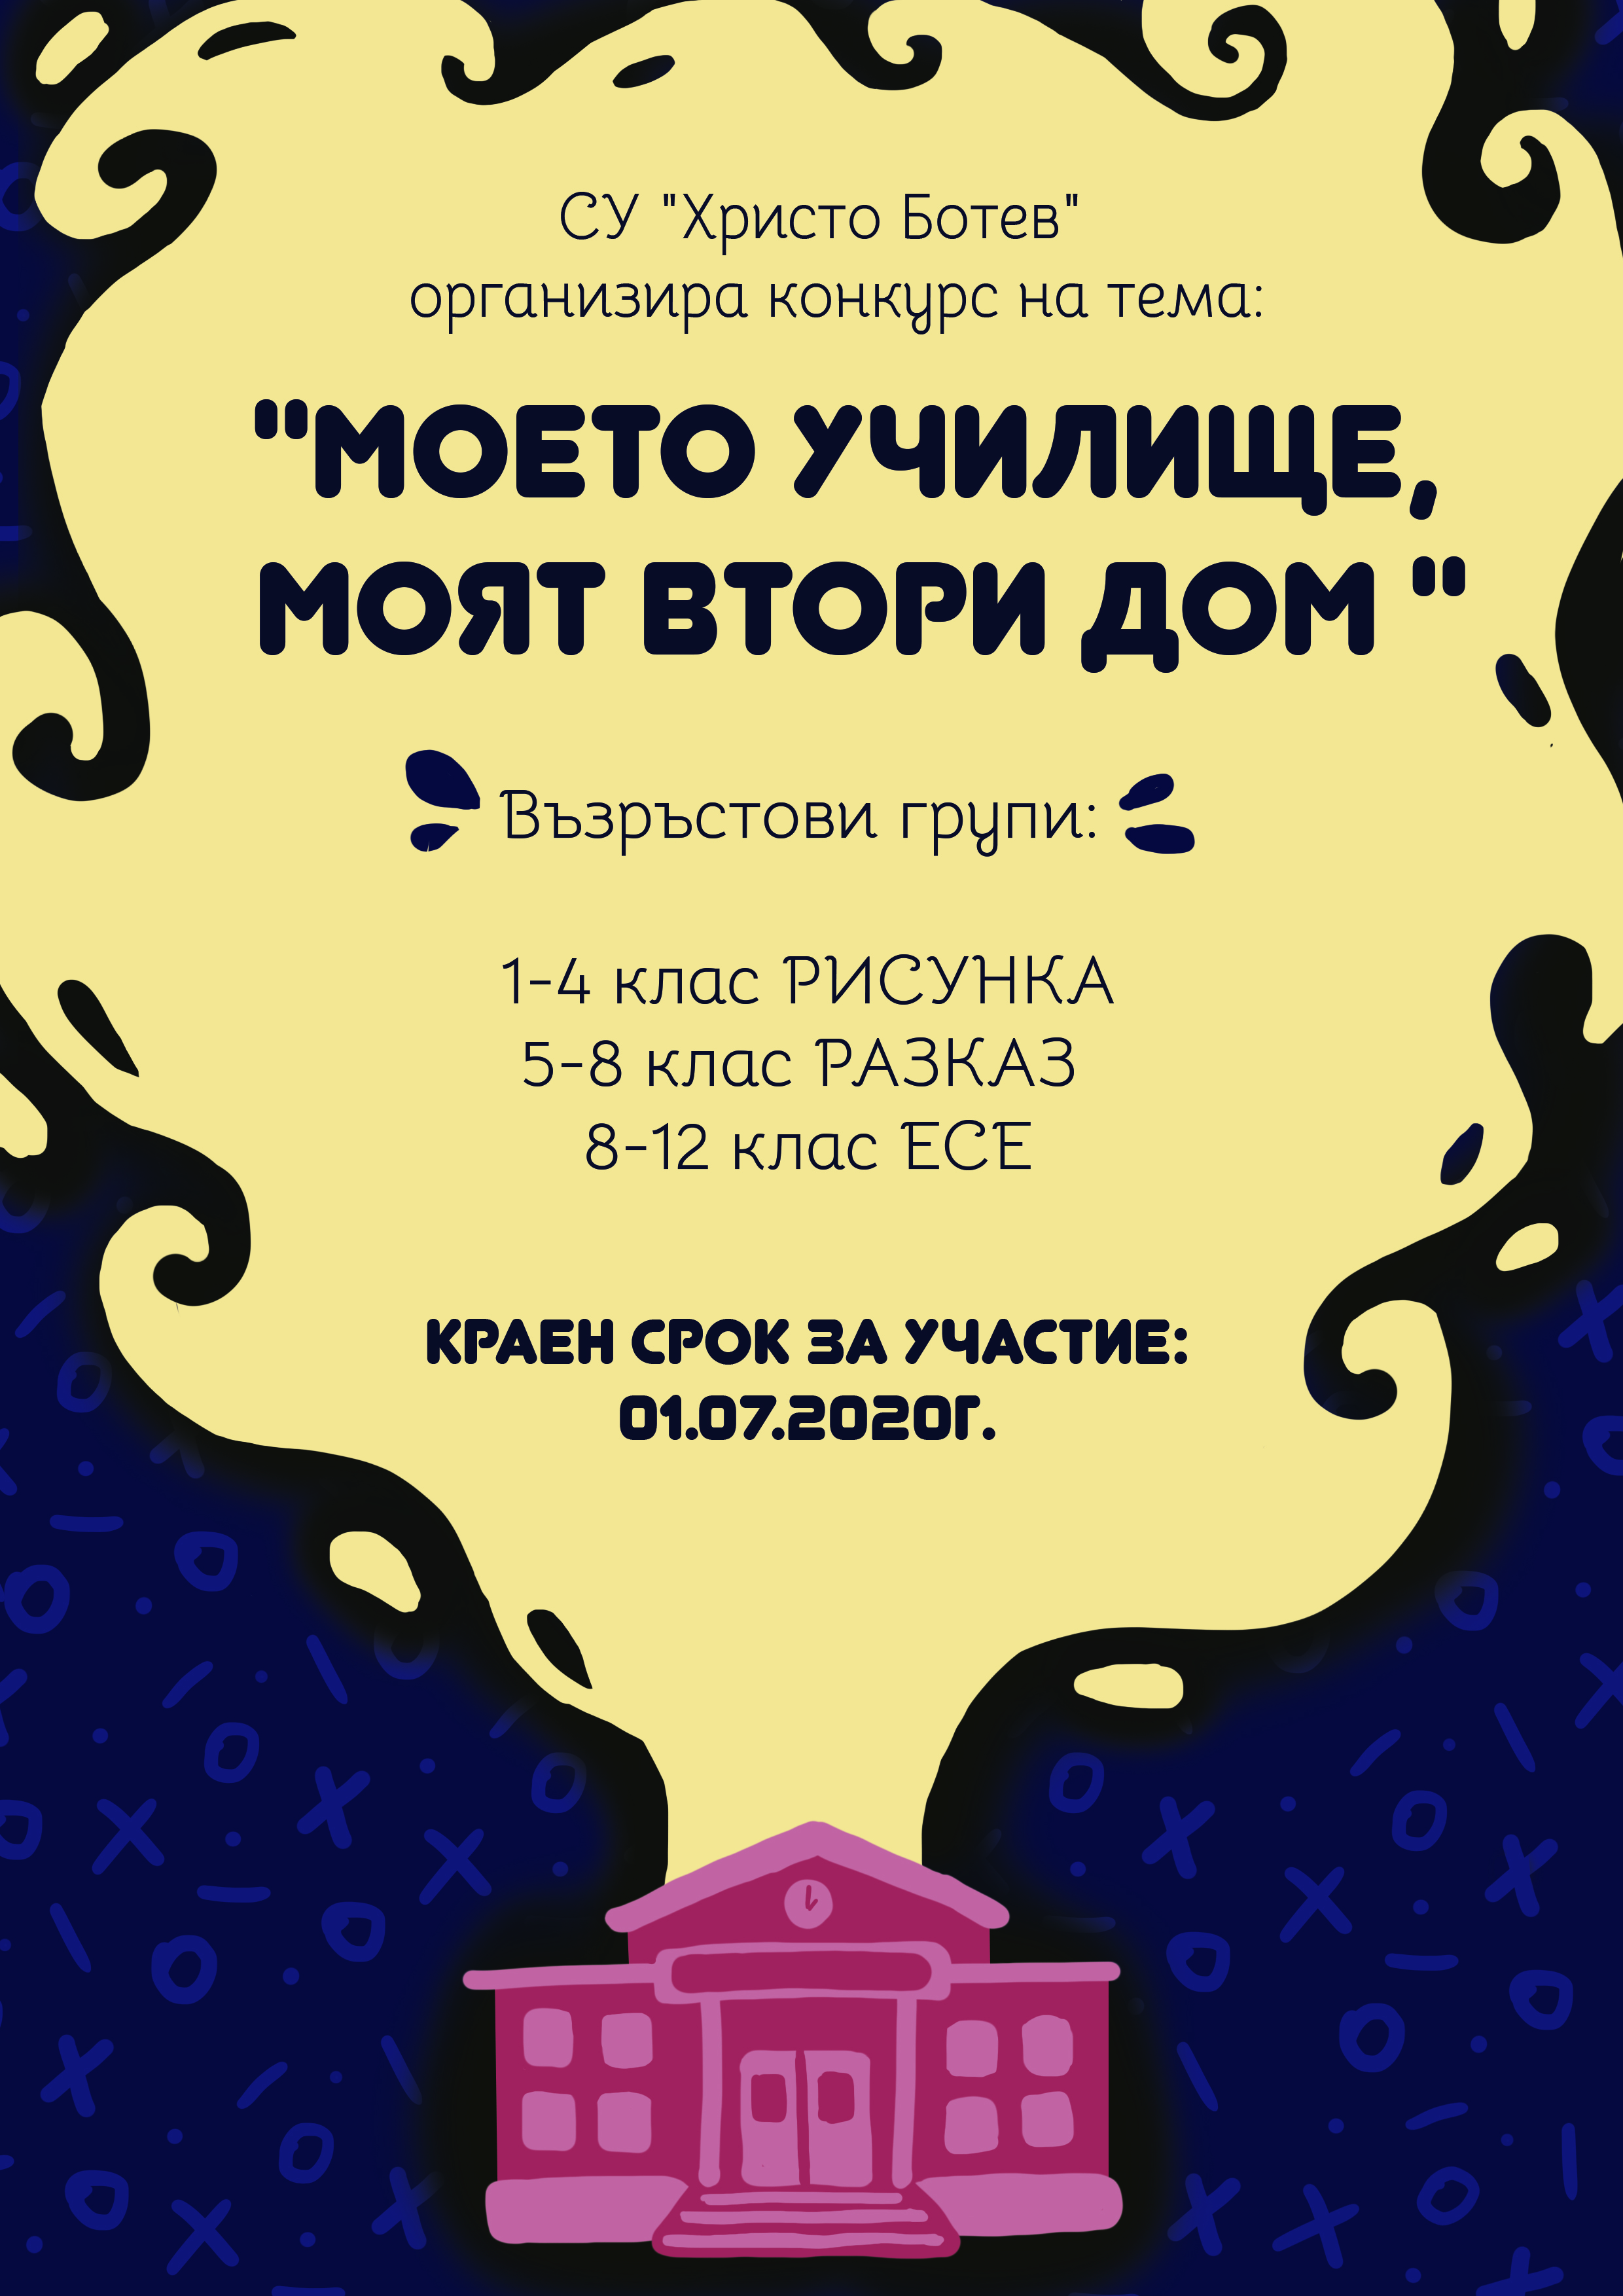 СУ "Христо Ботев"
организира конкурс на тема:
"МОЕТО УЧИЛИЩЕ,
МОЯТ ВТОРИ ДОМ "
Възръстови групи:
1-4 клас РИСУНКА
5-8 клас РАЗКАЗ
8-12 клас ЕСЕ
КРАЕН СРОК ЗА УЧАСТИЕ:
01.07.2020Г.